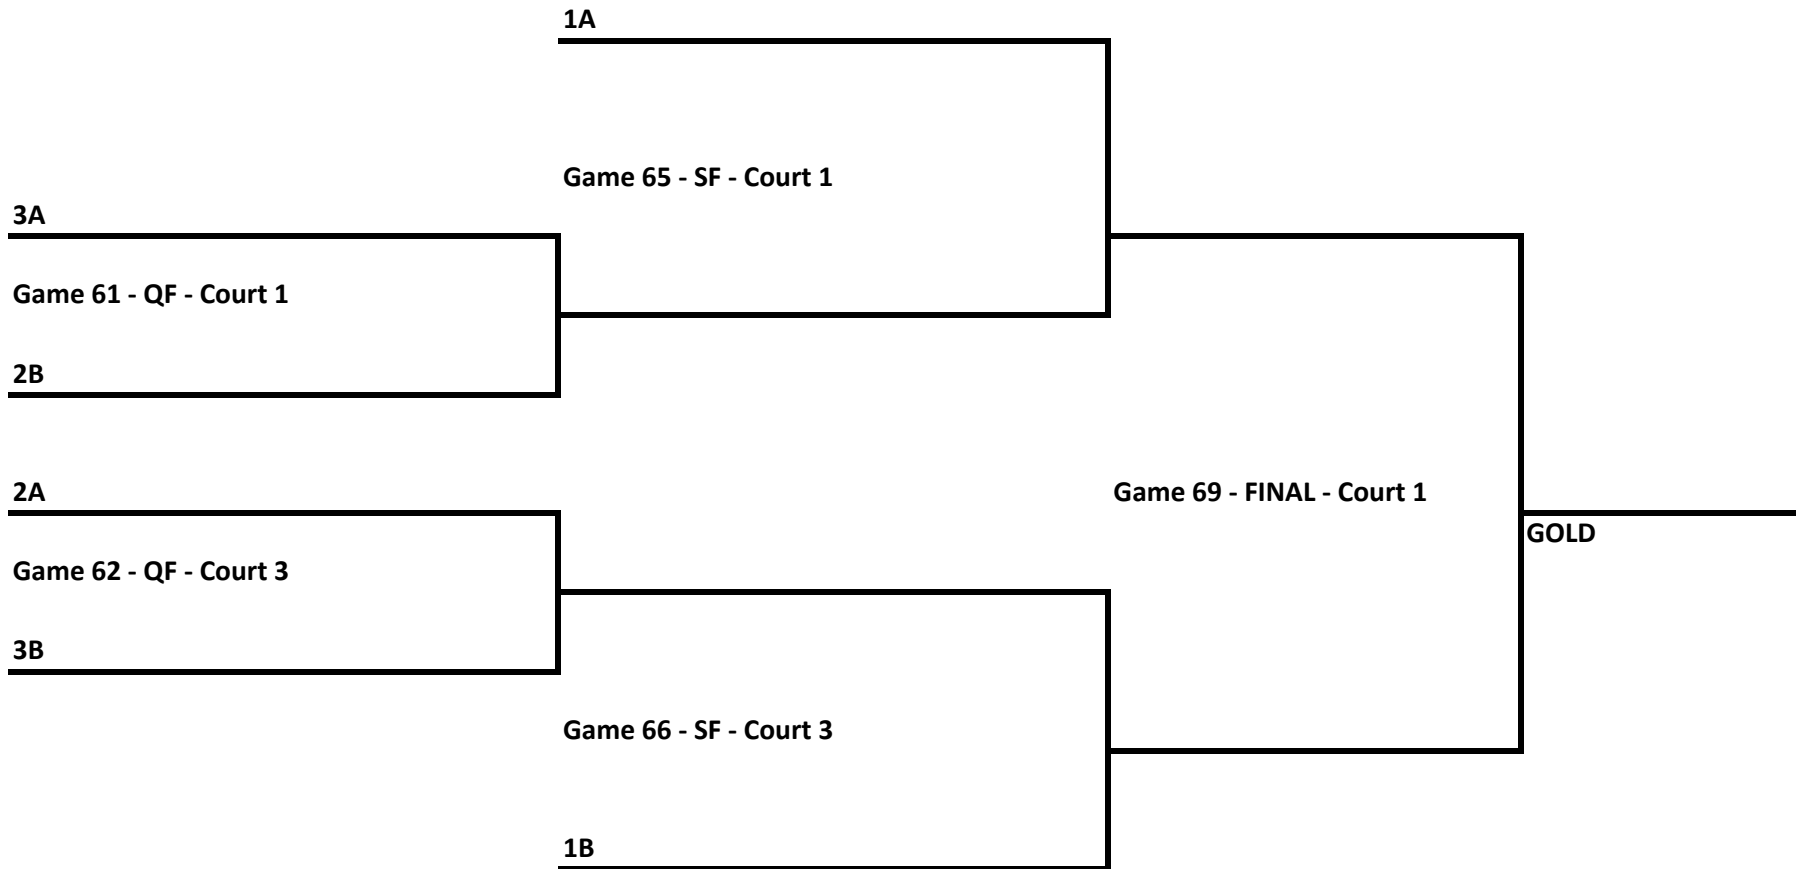 1A
Game 65 - SF - Court 1
3A
Game 61 - QF - Court 1
2B
2A
Game 69 - FINAL - Court 1
GOLD
Game 62 - QF - Court 3
3B
Game 66 - SF - Court 3
1B